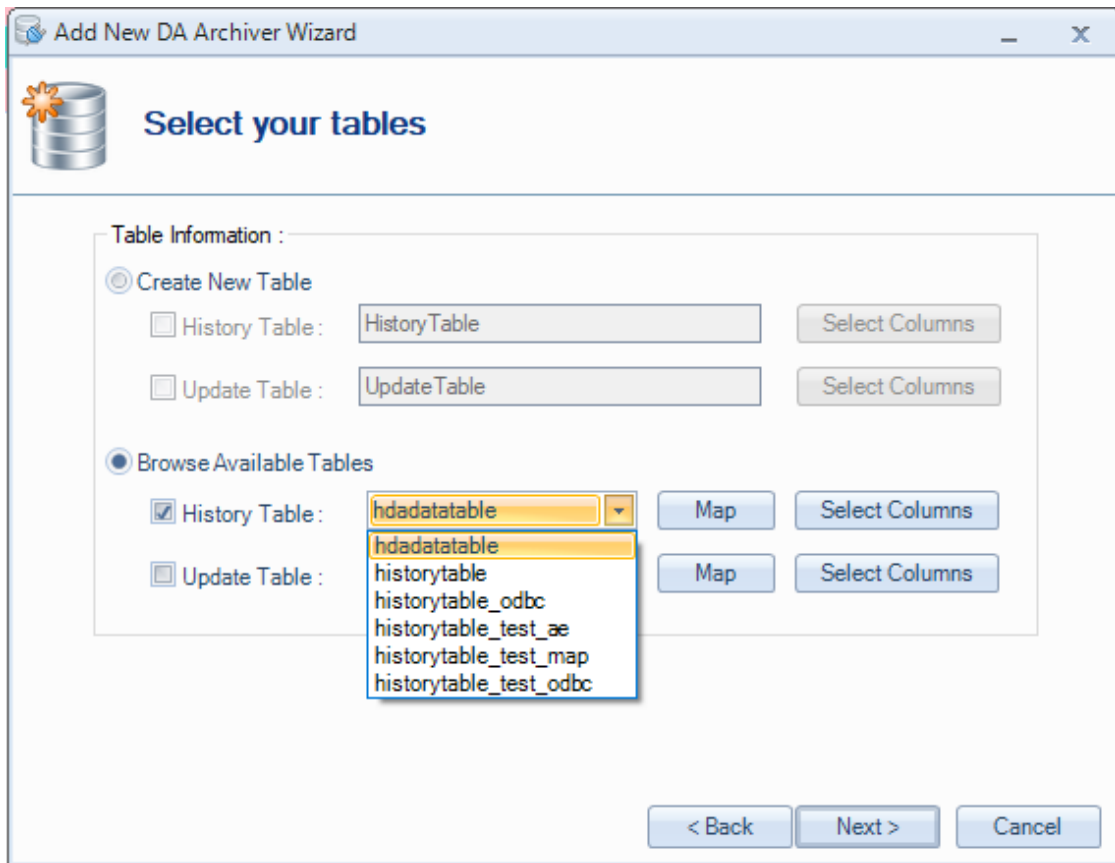 Add New DA Archiver Wizard
Select your tables
Table Information :
Create New Table
History Table : HistoryTable Select Columns
Update Table : UpdateTable Select Columns
Browse Available Tables
History Table : hdadatatable Map Select Columns
hdadatatable
historytable
Update Table : Map Select Columns
historytable_odbc
historytable_test_ae
historytable_test_map
historytable_test_odbc
< Back Next > Cancel